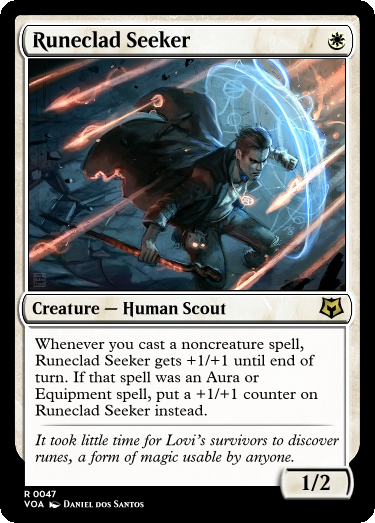 Runeclad Seeker
Creature — Human Scout
Whenever you cast a noncreature spell,
Runeclad Seeker gets +1/+1 until end of
turn. If that spell was an Aura or
Equipment spell, put a +1/+1 counter on
Runeclad Seeker instead.
It took little time for Lovi's survivors to discover
runes, a form of magic usable by anyone.
1/2
R 0047
VOA Daniel dos Santos